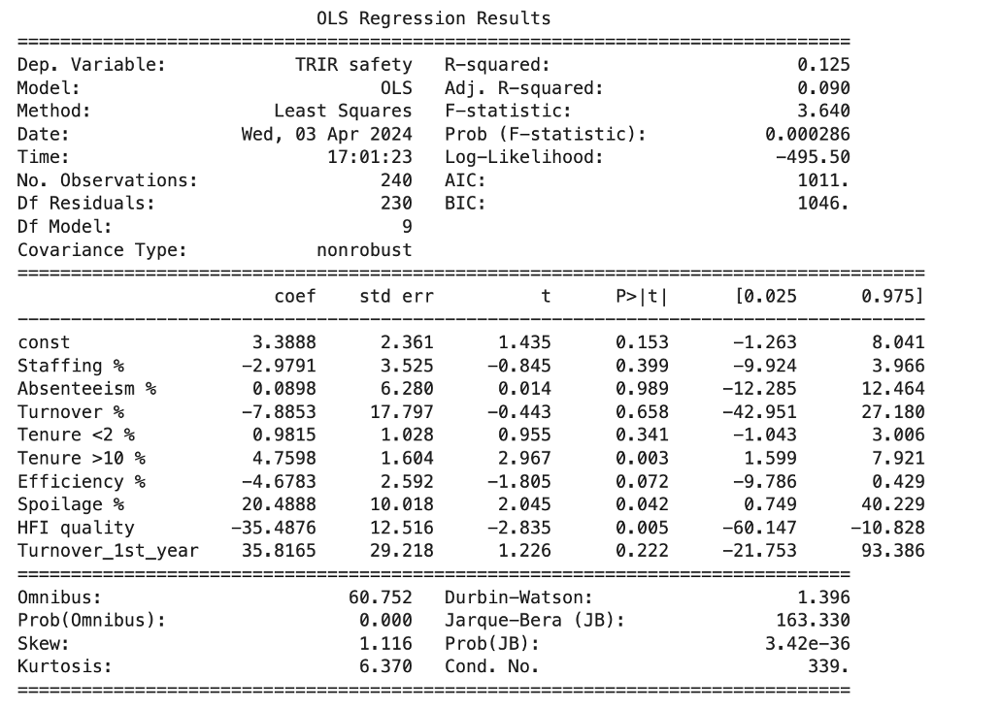 OLS Regression Results
==============================================================================
Dep. Variable: TRIR safety R-squared: 0.125
Model: OLS Adj. R-squared: 0.090
Method: Least Squares F-statistic: 3.640
Date: Wed, 03 Apr 2024 Prob (F-statistic): 0.000286
Time: 17:01:23 Log-Likelihood: -495.50
No. Observations: 240 AIC: 1011.
Df Residuals: 230 BIC: 1046.
Df Model: 9
Covariance Type: nonrobust
=====================================================================================
coef std err t P>|t| [0.025 0.975]
-------------------------------------------------------------------------------------
const 3.3888 2.361 1.435 0.153 -1.263 8.041
Staffing % -2.9791 3.525 -0.845 0.399 -9.924 3.966
Absenteeism % 0.0898 6.280 0.014 0.989 -12.285 12.464
Turnover % -7.8853 17.797 -0.443 0.658 -42.951 27.180
Tenure <2 % 0.9815 1.028 0.955 0.341 -1.043 3.006
Tenure >10 % 4.7598 1.604 2.967 0.003 1.599 7.921
Efficiency % -4.6783 2.592 -1.805 0.072 -9.786 0.429
Spoilage % 20.4888 10.018 2.045 0.042 0.749 40.229
HFI quality -35.4876 12.516 -2.835 0.005 -60.147 -10.828
Turnover_1st_year 35.8165 29.218 1.226 0.222 -21.753 93.386
==============================================================================
Omnibus: 60.752 Durbin-Watson: 1.396
Prob(Omnibus): 0.000 Jarque-Bera (JB): 163.330
Skew: 1.116 Prob(JB): 3.42e-36
Kurtosis: 6.370 Cond. No. 339.
==============================================================================